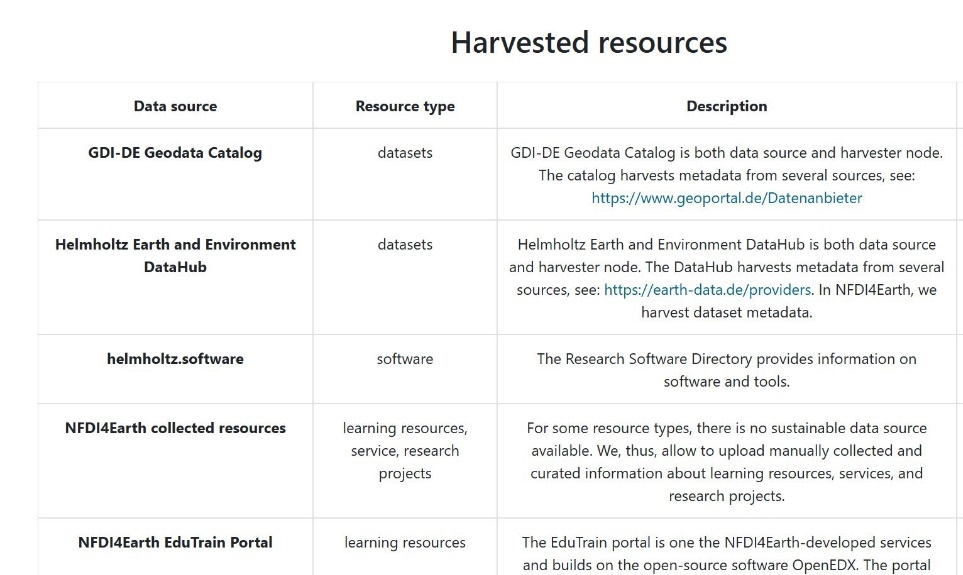 Harvested resources
Data source Resource type Description
GDI-DE Geodata Catalog datasets GDI-DE Geodata Catalog is both data source and harvester node.
The catalog harvests metadata from several sources, see:
https://www.geoportal.de/Datenanbieter
Helmholtz Earth and Environment datasets Helmholtz Earth and Environment DataHub is both data source
DataHub and harvester node. The DataHub harvests metadata from several
sources, see: https://earth-data.de/providers. In NFDI4Earth, we
harvest dataset metadata.
helmholtz.software software The Research Software Directory provides information on
software and tools.
NFDI4Earth collected resources learning resources, For some resource types, there is no sustainable data source
service, research available. We, thus, allow to upload manually collected and
projects curated information about learning resources, services, and
research projects.
NFDI4Earth EduTrain Portal learning resources The EduTrain portal is one the NFDI4Earth-developed services
and builds on the open-source software OpenEDX. The portal